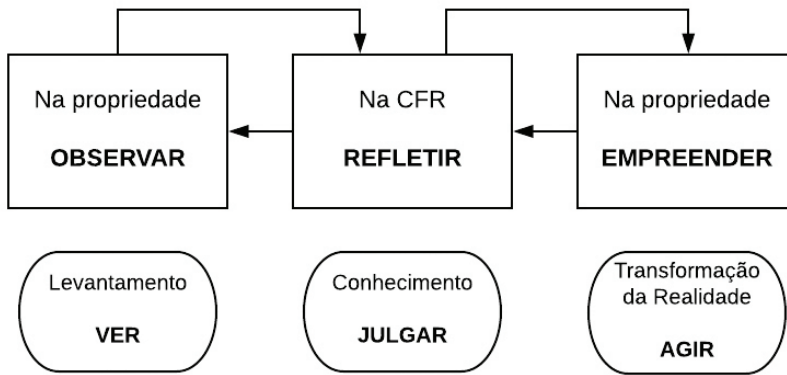 Na propriedade
OBSERVAR
Na CFR
REFLETIR
Na propriedade
EMPREENDER
Levantamento
VER
Conhecimento
JULGAR
Transformação
da Realidade
AGIR